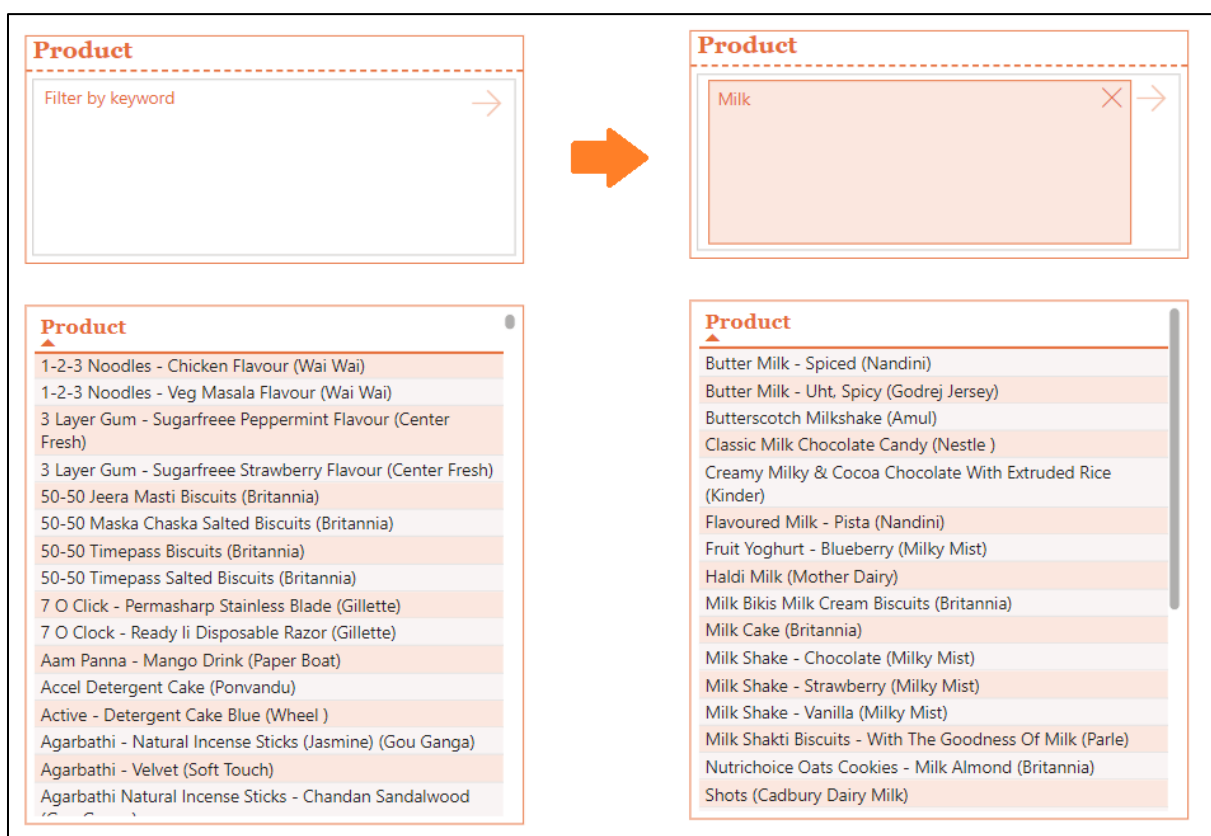 Product
Filter by keyword
Product
1-2-3 Noodles - Chicken Flavour (Wai Wai)
1-2-3 Noodles - Veg Masala Flavour (Wai Wai)
3 Layer Gum - Sugarfreee Peppermint Flavour (Center
Fresh)
3 Layer Gum - Sugarfreee Strawberry Flavour (Center Fresh)
50-50 Jeera Masti Biscuits (Britannia)
50-50 Maska Chaska Salted Biscuits (Britannia)
50-50 Timepass Biscuits (Britannia)
50-50 Timepass Salted Biscuits (Britannia)
7 O Click - Permasharp Stainless Blade (Gillette)
7 O Clock - Ready Ii Disposable Razor (Gillette)
Aam Panna - Mango Drink (Paper Boat)
Accel Detergent Cake (Ponvandu)
Active - Detergent Cake Blue (Wheel )
Agarbathi - Natural Incense Sticks (Jasmine) (Gou Ganga)
Agarbathi - Velvet (Soft Touch)
Agarbathi Natural Incense Sticks - Chandan Sandalwood
Product
Milk
Product
Butter Milk - Spiced (Nandini)
Butter Milk - Uht, Spicy (Godrej Jersey)
Butterscotch Milkshake (Amul)
Classic Milk Chocolate Candy (Nestle )
Creamy Milky & Cocoa Chocolate With Extruded Rice
(Kinder)
Flavoured Milk - Pista (Nandini)
Fruit Yoghurt - Blueberry (Milky Mist)
Haldi Milk (Mother Dairy)
Milk Bikis Milk Cream Biscuits (Britannia)
Milk Cake (Britannia)
Milk Shake - Chocolate (Milky Mist)
Milk Shake - Strawberry (Milky Mist)
Milk Shake - Vanilla (Milky Mist)
Milk Shakti Biscuits - With The Goodness Of Milk (Parle)
Nutrichoice Oats Cookies - Milk Almond (Britannia)
Shots (Cadbury Dairy Milk)